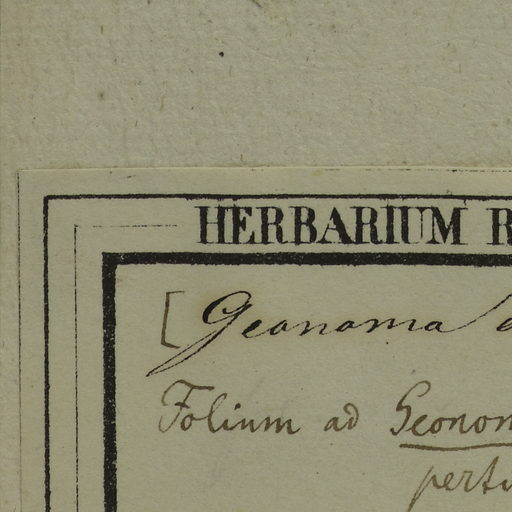 HERBARIUM R
[Geonoma
Folium ad Geonom
pertu